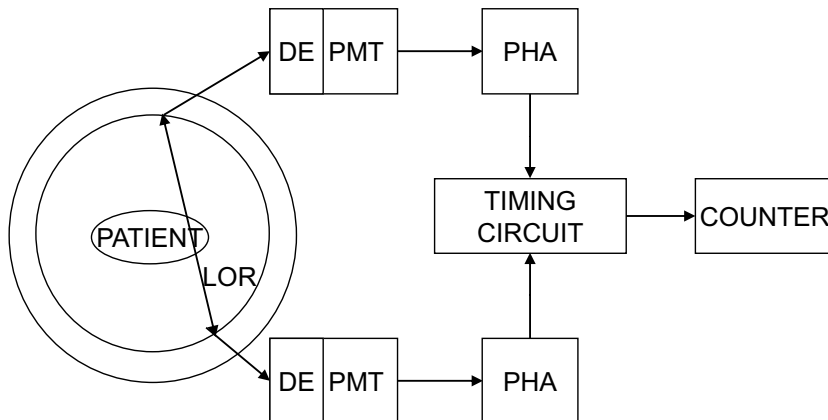 DE PMT
PHA
PATIENT
LOR
TIMING
CIRCUIT
COUNTER
DE PMT
PHA